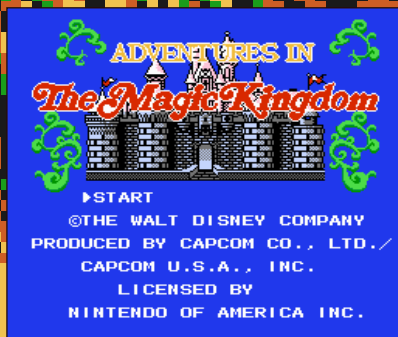 ADVENTURES IN
The Magic Kingdom
START
©THE WALT DISNEY COMPANY
PRODUCED BY CAPCOM CO., LTD./
CAPCOM U.S.A., INC.
LICENSED BY
NINTENDO OF AMERICA INC.